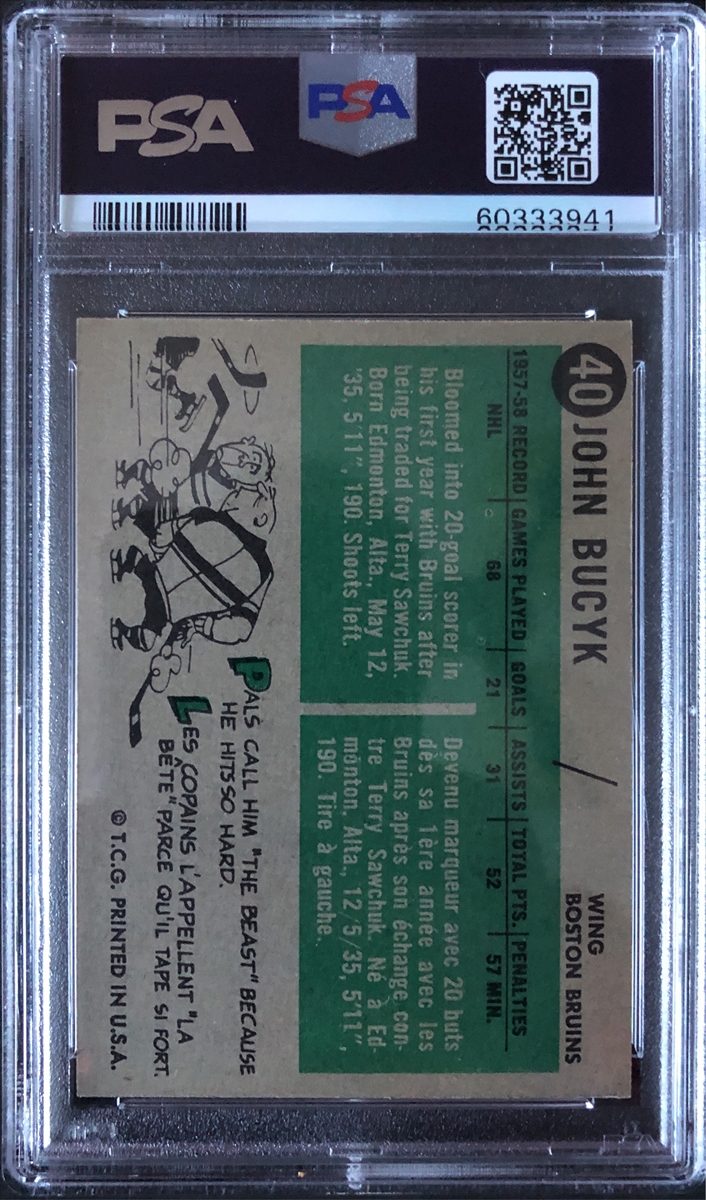 PSA
PSA
60333941
40 JOHN BUCYK /
WING
BOSTON BRUINS
1957-58 RECORD | GAMES PLAYED | GOALS | ASSISTS | TOTAL PTS. | PENALTIES
NHL 68 21 31 52 57 MIN.
Bloomed into 20-goal scorer in
his first year with Bruins after
being traded for Terry Sawchuk.
Born Edmonton, Alta., May 12,
'35, 5'11", 190. Shoots left.
Devenu marqueur avec 20 buts
dès sa 1ère année avec les
Bruins après son échange con-
tre Terry Sawchuk. Né à Ed-
monton, Alta., 12/5/35, 5'11",
190. Tire à gauche.
PALS CALL HIM "THE BEAST" BECAUSE
HE HITS SO HARD.
LES COPAINS L'APPELLENT "LA
BÊTE" PARCE QU'IL TAPE SI FORT.
© T.C.G. PRINTED IN U.S.A.